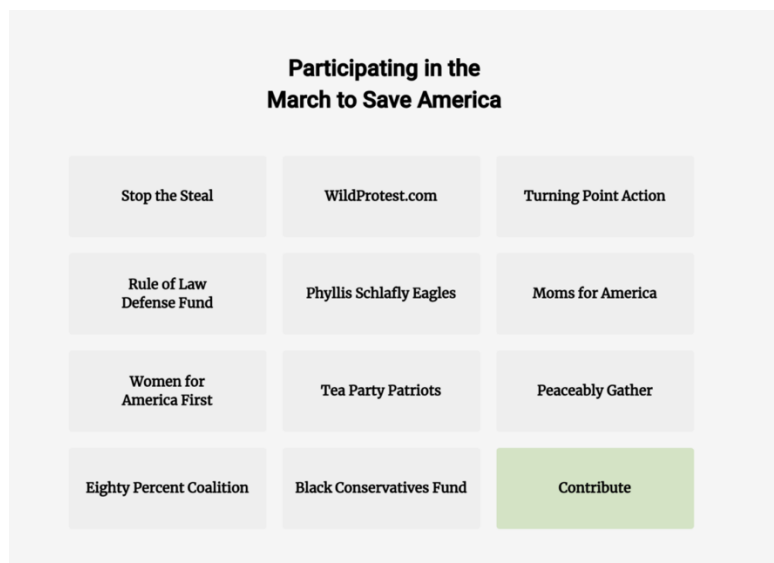 Participating in the
March to Save America
Stop the Steal
WildProtest.com
Turning Point Action
Rule of Law
Defense Fund
Phyllis Schlafly Eagles
Moms for America
Women for
America First
Tea Party Patriots
Peaceably Gather
Eighty Percent Coalition
Black Conservatives Fund
Contribute